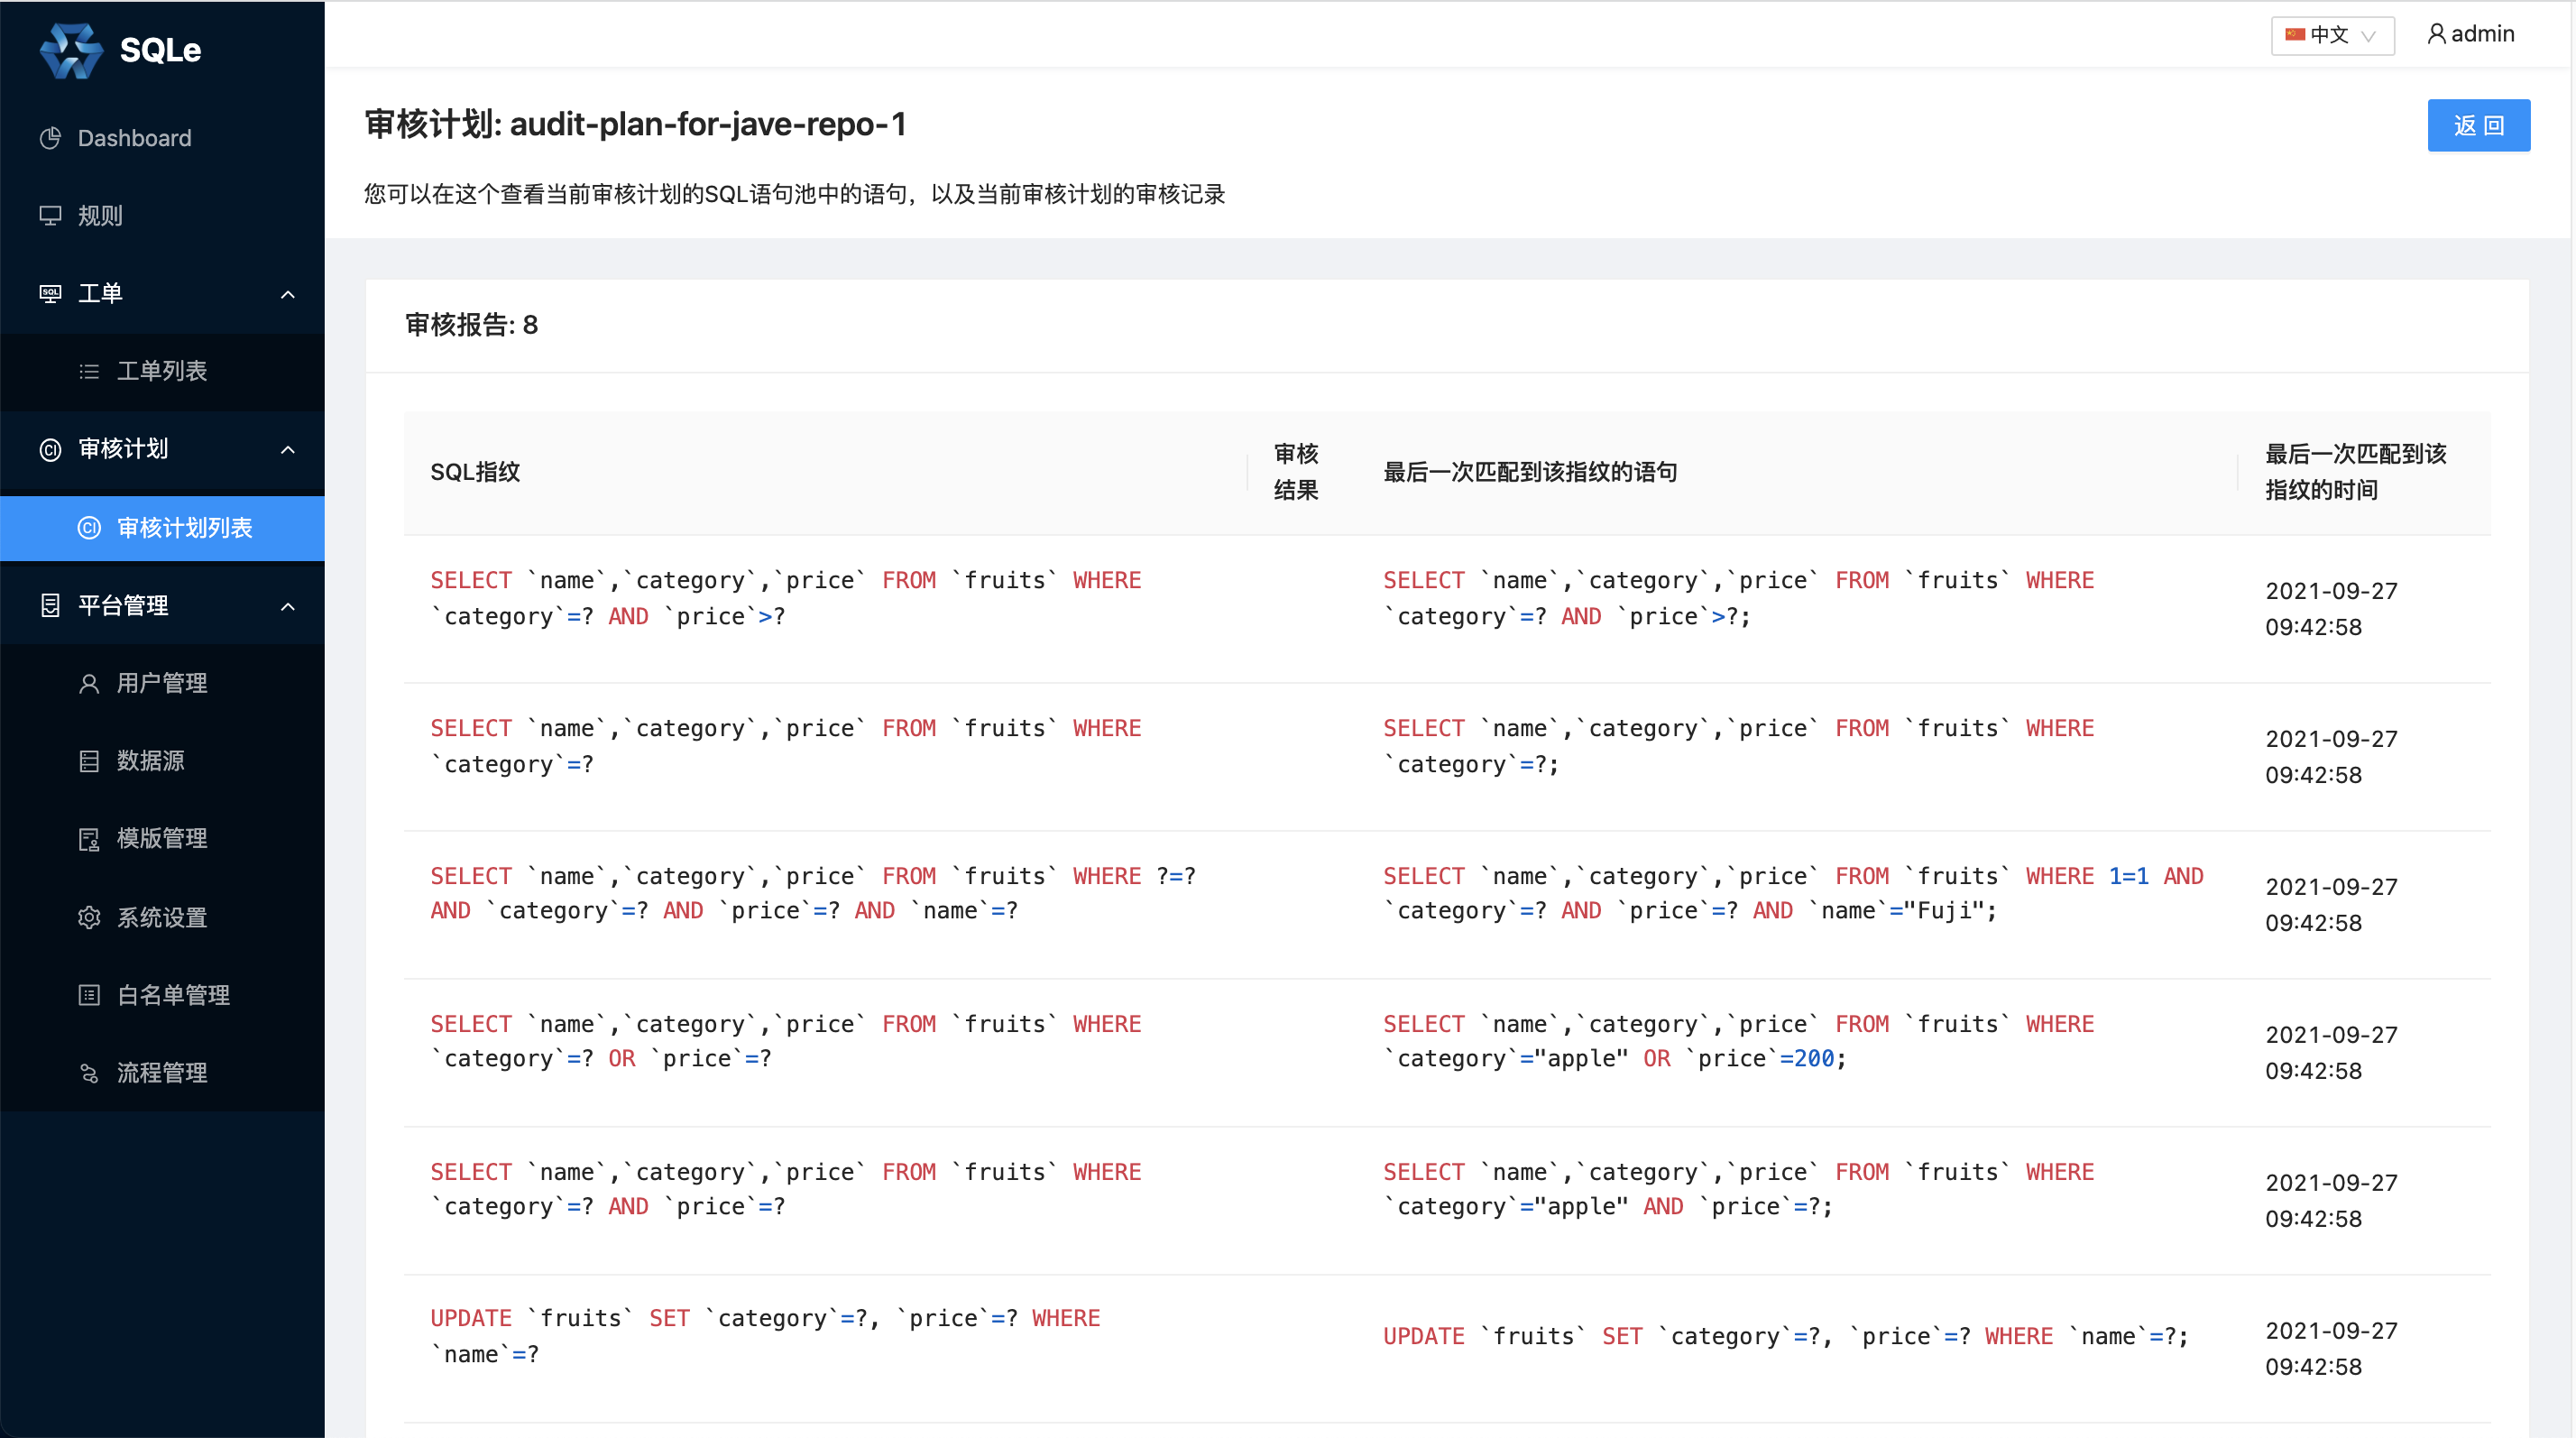 SQLe
中文
admin
Dashboard
规则
工单
工单列表
审核计划
审核计划列表
平台管理
用户管理
数据源
模版管理
系统设置
白名单管理
流程管理
审核计划: audit-plan-for-jave-repo-1
返 回
您可以在这个查看当前审核计划的SQL语句池中的语句，以及当前审核计划的审核记录
审核报告: 8
SQL指纹
审核
结果
最后一次匹配到该指纹的语句
最后一次匹配到该
指纹的时间
SELECT `name`,`category`,`price` FROM `fruits` WHERE
`category`=? AND `price`>?
SELECT `name`,`category`,`price` FROM `fruits` WHERE
`category`=? AND `price`>?;
2021-09-27
09:42:58
SELECT `name`,`category`,`price` FROM `fruits` WHERE
`category`=?
SELECT `name`,`category`,`price` FROM `fruits` WHERE
`category`=?;
2021-09-27
09:42:58
SELECT `name`,`category`,`price` FROM `fruits` WHERE ?=?
AND `category`=? AND `price`=? AND `name`=?
SELECT `name`,`category`,`price` FROM `fruits` WHERE 1=1 AND
`category`=? AND `price`=? AND `name`="Fuji";
2021-09-27
09:42:58
SELECT `name`,`category`,`price` FROM `fruits` WHERE
`category`=? OR `price`=?
SELECT `name`,`category`,`price` FROM `fruits` WHERE
`category`="apple" OR `price`=200;
2021-09-27
09:42:58
SELECT `name`,`category`,`price` FROM `fruits` WHERE
`category`=? AND `price`=?
SELECT `name`,`category`,`price` FROM `fruits` WHERE
`category`="apple" AND `price`=?;
2021-09-27
09:42:58
UPDATE `fruits` SET `category`=?, `price`=? WHERE
`name`=?
UPDATE `fruits` SET `category`=?, `price`=? WHERE `name`=?;
2021-09-27
09:42:58